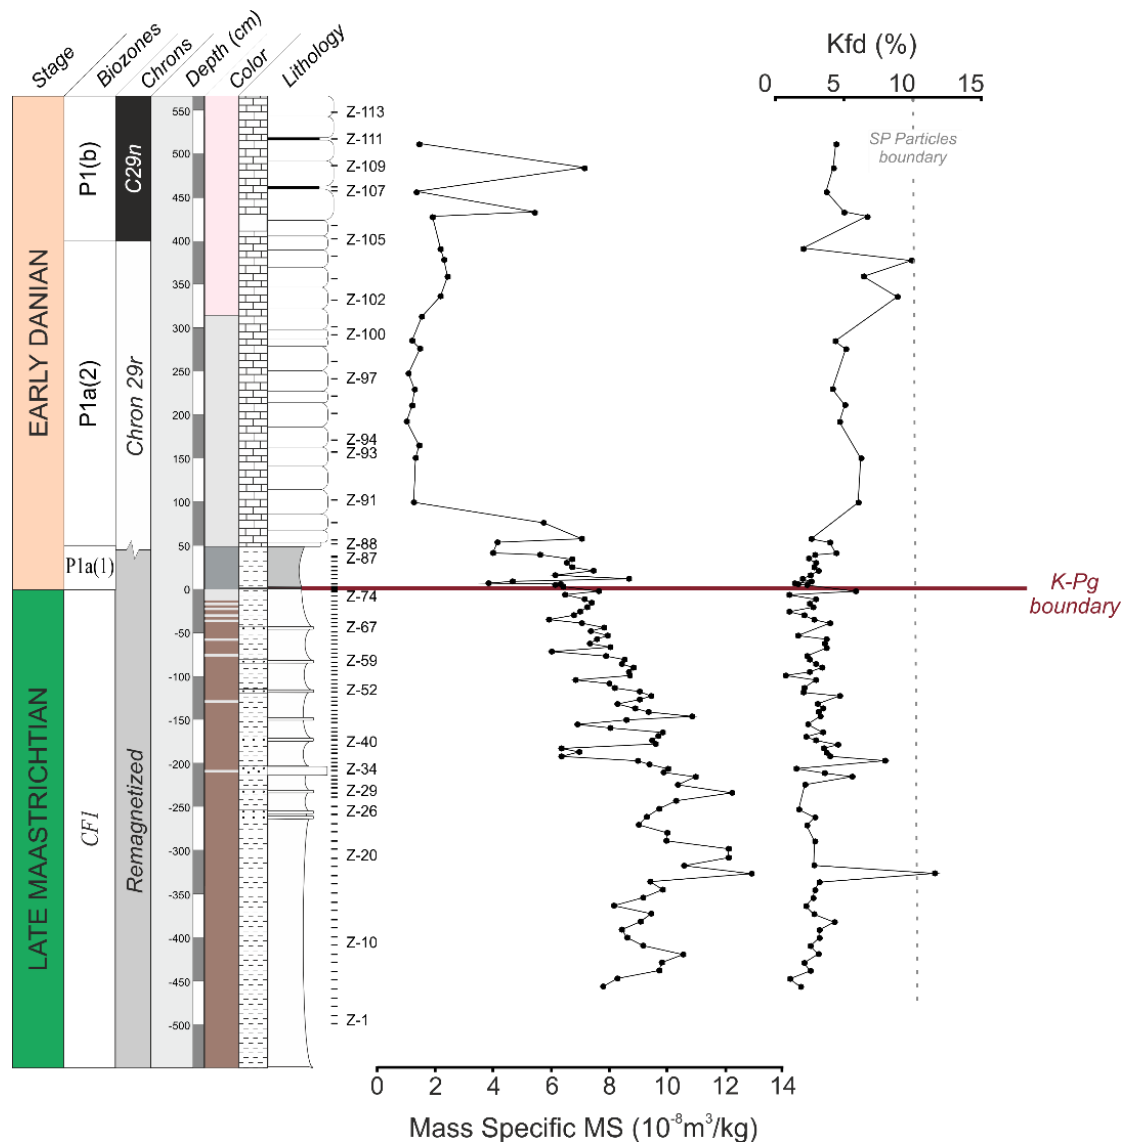 Stage
Biozones
Chrons
Depth (cm)
Color
Lithology
Kfd (%)
0 5 10 15
SP Particles
boundary
EARLY DANIAN
LATE MAASTRICHTIAN
P1(b)
P1a(2)
P1a(1)
CF1
C29n
Chron 29r
Remagnetized
550
500
450
400
350
300
250
200
150
100
50
0
-50
-100
-150
-200
-250
-300
-350
-400
-450
-500
Z-113
Z-111
Z-109
Z-107
Z-105
Z-102
Z-100
Z-97
Z-94
Z-93
Z-91
Z-88
Z-87
Z-74
Z-67
Z-59
Z-52
Z-40
Z-34
Z-29
Z-26
Z-20
Z-10
Z-1
K-Pg
boundary
0 2 4 6 8 10 12 14
Mass Specific MS (10⁻⁸m³/kg)